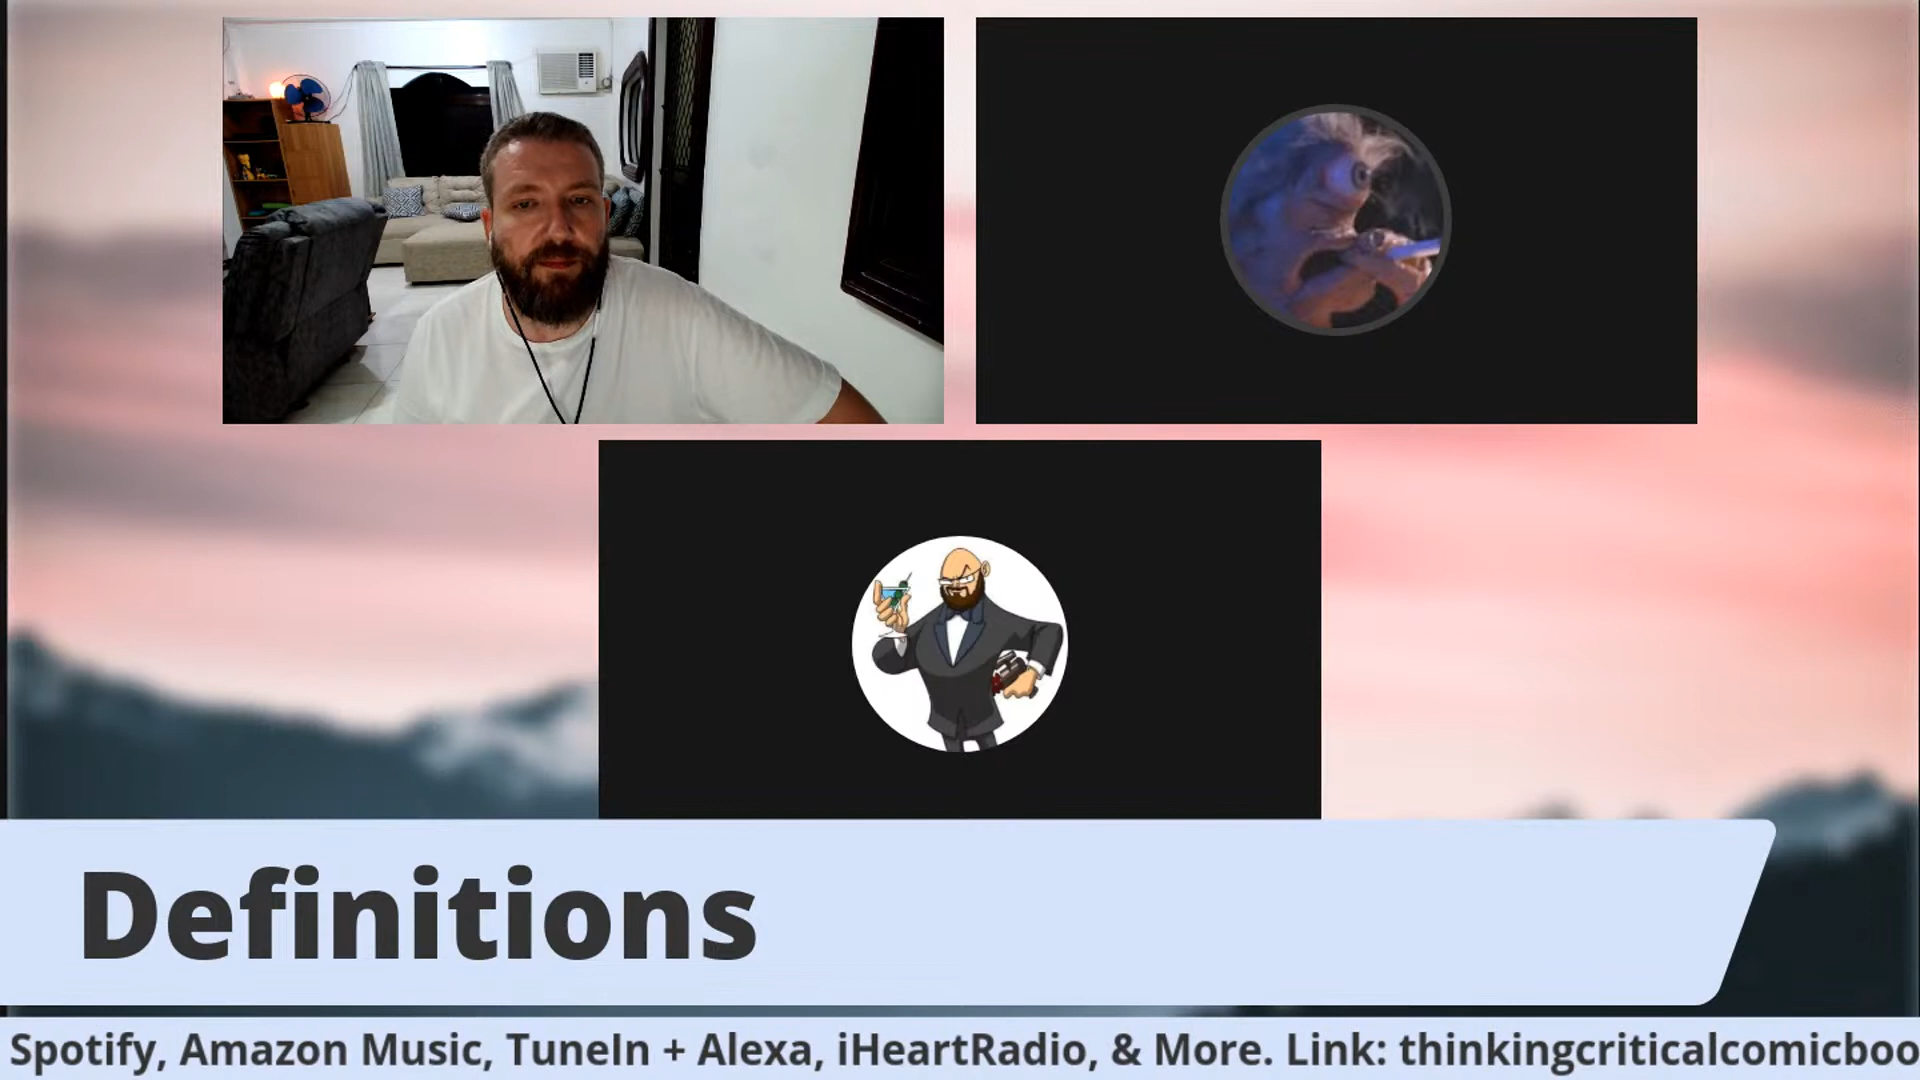 Definitions
Spotify, Amazon Music, TuneIn + Alexa, iHeartRadio, & More. Link: thinkingcriticalcomicboo